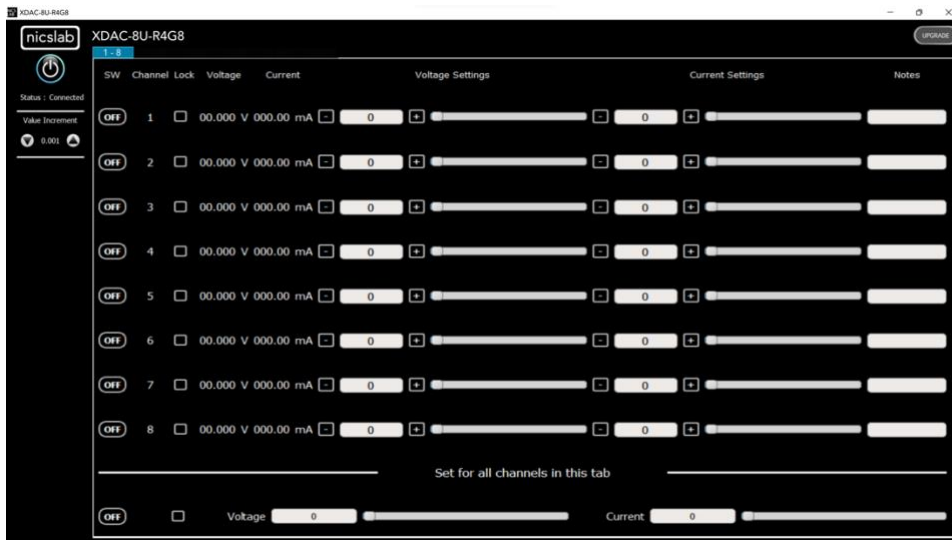 XDAC-8U-R4G8
nicslab XDAC-8U-R4G8 UPGRADE
1 - 8
SW Channel Lock Voltage Current Voltage Settings Current Settings Notes
Status : Connected
Value Increment
0.001
OFF 1 00.000 V 000.00 mA - 0 + - 0 +
OFF 2 00.000 V 000.00 mA - 0 + - 0 +
OFF 3 00.000 V 000.00 mA - 0 + - 0 +
OFF 4 00.000 V 000.00 mA - 0 + - 0 +
OFF 5 00.000 V 000.00 mA - 0 + - 0 +
OFF 6 00.000 V 000.00 mA - 0 + - 0 +
OFF 7 00.000 V 000.00 mA - 0 + - 0 +
OFF 8 00.000 V 000.00 mA - 0 + - 0 +
Set for all channels in this tab
OFF Voltage 0 Current 0